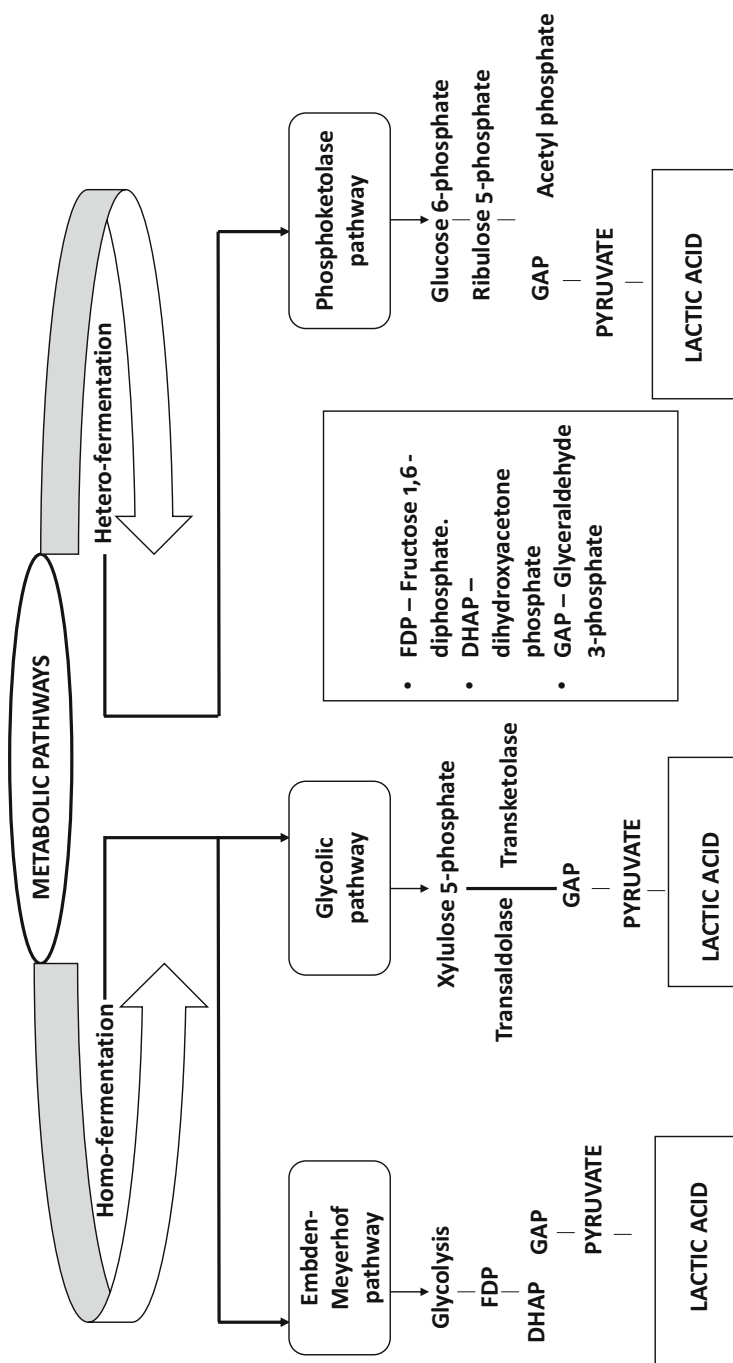 METABOLIC PATHWAYS
Homo-fermentation
Hetero-fermentation
Embden-
Meyerhof
pathway
Glycolysis
FDP
DHAP
GAP
PYRUVATE
LACTIC ACID
Glycolic
pathway
Xylulose 5-phosphate
Transaldolase
Transketolase
GAP
PYRUVATE
LACTIC ACID
• FDP – Fructose 1,6 -
diphosphate.
• DHAP –
dihydroxyacetone
phosphate
• GAP – Glyceraldehyde
3-phosphate
Phosphoketolase
pathway
Glucose 6-phosphate
Ribulose 5-phosphate
GAP
Acetyl phosphate
PYRUVATE
LACTIC ACID